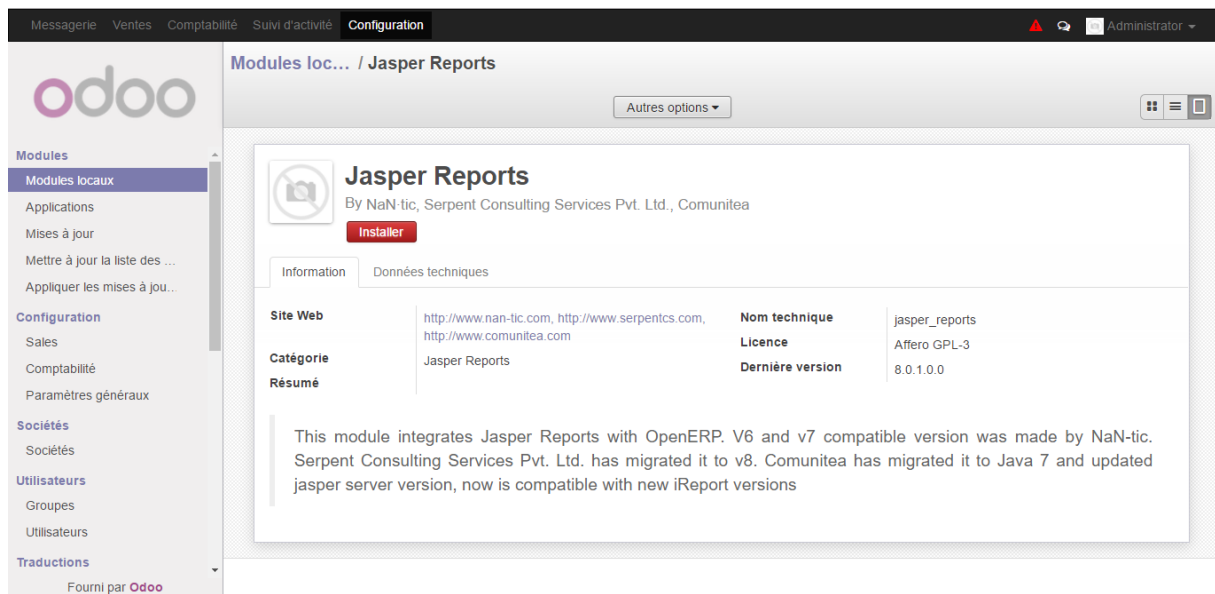 Messagerie Ventes Comptabilité Suivi d'activité Configuration Administrator
odoo
Modules loc... / Jasper Reports
Autres options
Modules
Modules locaux
Applications
Mises à jour
Mettre à jour la liste des ...
Appliquer les mises à jou...
Configuration
Sales
Comptabilité
Paramètres généraux
Sociétés
Sociétés
Utilisateurs
Groupes
Utilisateurs
Traductions
Fourni par Odoo
Jasper Reports
By NaN·tic, Serpent Consulting Services Pvt. Ltd., Comunitea
Installer
Information Données techniques
Site Web http://www.nan-tic.com, http://www.serpentcs.com,
http://www.comunitea.com
Catégorie Jasper Reports
Résumé
Nom technique jasper_reports
Licence Affero GPL-3
Dernière version 8.0.1.0.0
This module integrates Jasper Reports with OpenERP. V6 and v7 compatible version was made by NaN-tic.
Serpent Consulting Services Pvt. Ltd. has migrated it to v8. Comunitea has migrated it to Java 7 and updated
jasper server version, now is compatible with new iReport versions